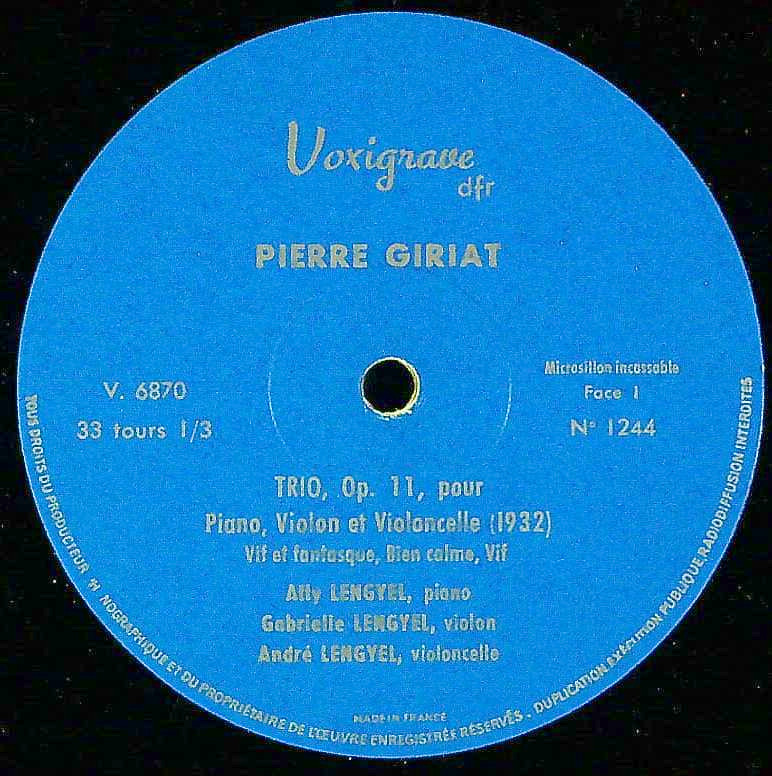 Voxigrave
dfr
PIERRE GIRIAT
V. 6870
33 tours 1/3
Microsillon incassable
Face 1
N° 1244
TRIO, Op. 11, pour
Piano, Violon et Violoncelle (1932)
Vif et fantasque, Bien calme, Vif
Ally LENGYEL, piano
Gabrielle LENGYEL, violon
André LENGYEL, violoncelle
MADE IN FRANCE
TOUS DROITS DU PRODUCTEUR NOGRAPHIQUE ET DU PROPRIÉTAIRE DE L'ŒUVRE ENREGISTRÉE RÉSERVÉS - DUPLICATION, EXÉCUTION PUBLIQUE, RADIODIFFUSION INTERDITES